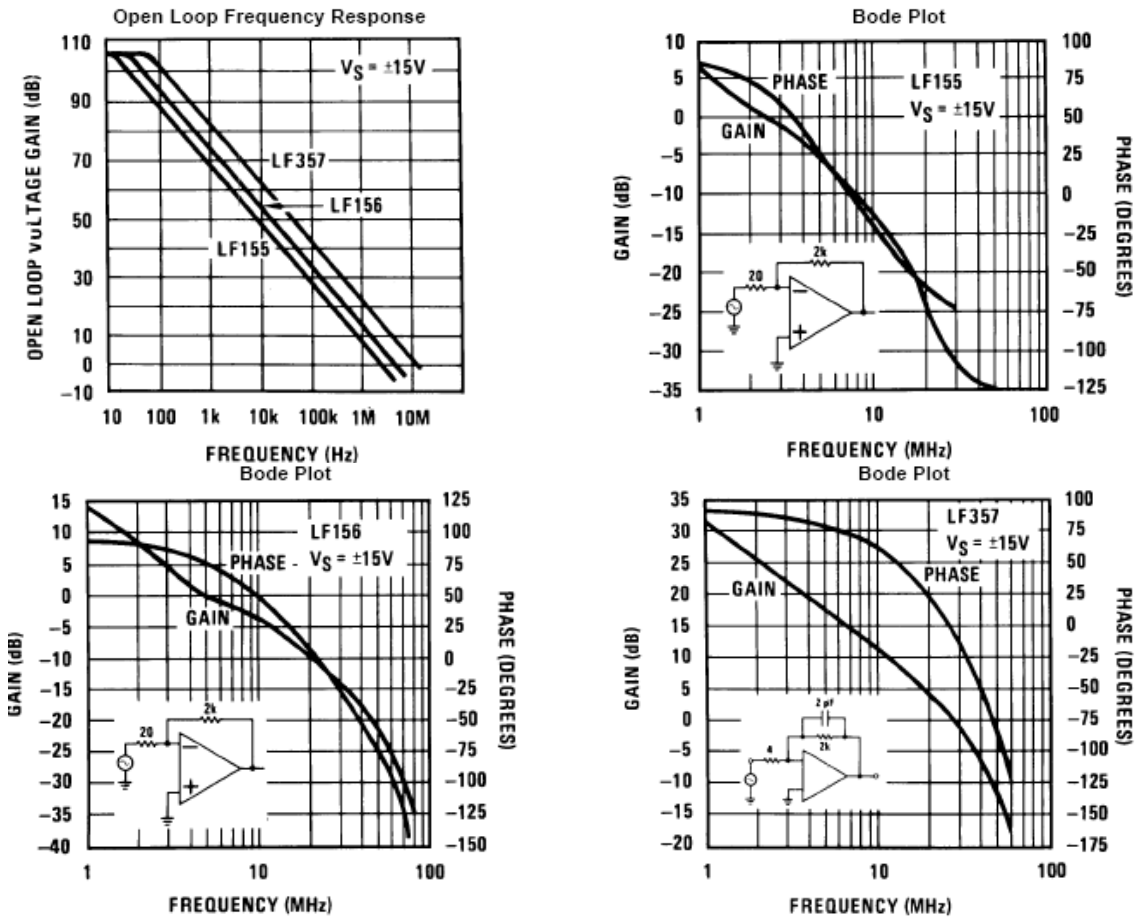 Open Loop Frequency Response
OPEN LOOP VuLTAGE GAIN (dB)
110
90
70
50
30
10
0
−10
VS = ±15V
LF357
LF156
LF155
10 100 1k 10k 100k 1M 10M
FREQUENCY (Hz)
Bode Plot
GAIN (dB)
10
5
0
−5
−10
−15
−20
−25
−30
−35
PHASE
GAIN
LF155
VS = ±15V
20
2k
−
+
100
75
50
25
0
−25
−50
−75
−100
−125
PHASE (DEGREES)
1 10 100
FREQUENCY (MHz)
Bode Plot
GAIN (dB)
15
10
5
0
−5
−10
−15
−20
−25
−30
−35
−40
LF156
PHASE - VS = ±15V
GAIN
20
2k
−
+
125
100
75
50
25
0
−25
−50
−75
−100
−125
−150
PHASE (DEGREES)
1 10 100
FREQUENCY (MHz)
Bode Plot
GAIN (dB)
35
30
25
20
15
10
5
0
−5
−10
−15
−20
LF357
VS = ±15V
PHASE
GAIN
2 pf
4
2k
−
+
100
75
50
25
0
−25
−50
−75
−100
−125
−150
−175
PHASE (DEGREES)
1 10 100
FREQUENCY (MHz)